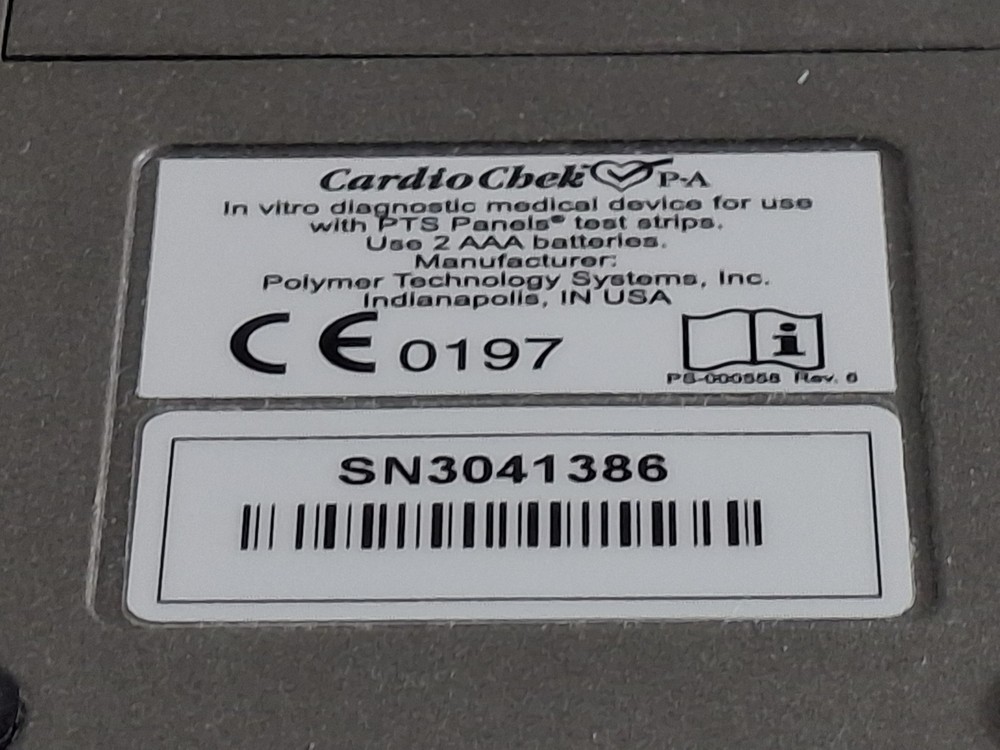 CardioChek P-A
In vitro diagnostic medical device for use
with PTS Panels® test strips.
Use 2 AAA batteries.
Manufacturer:
Polymer Technology Systems, Inc.
Indianapolis, IN USA
CE 0197
i
PS-000558 Rev. 6
SN3041386